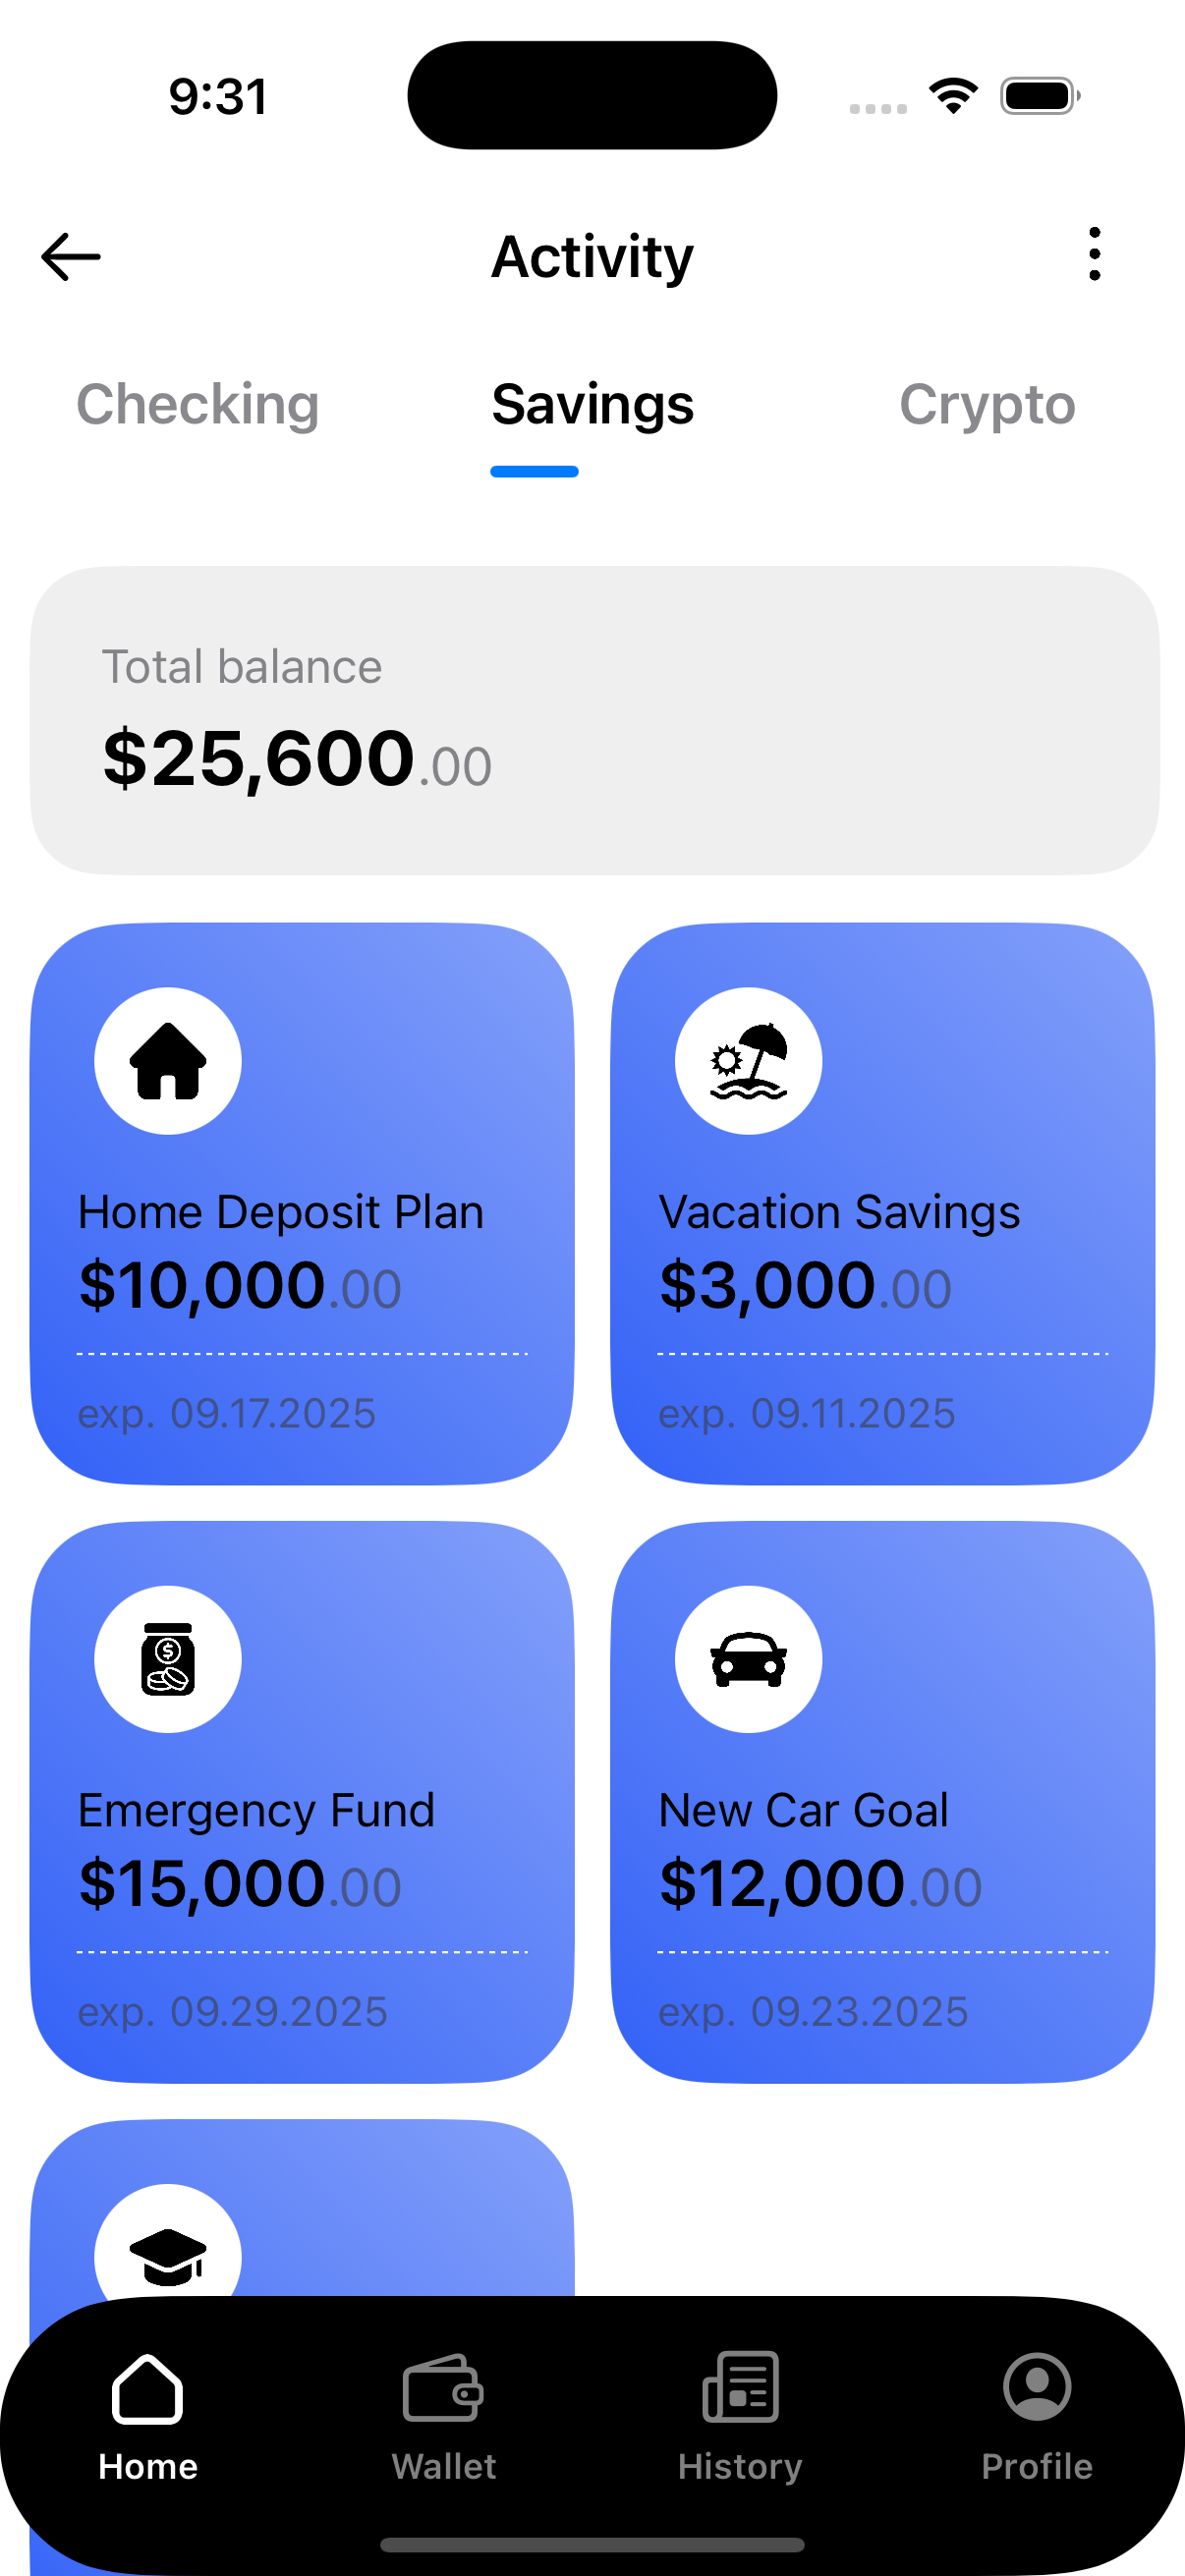 9:31
Activity
Checking Savings Crypto
Total balance
$25,600.00
Home Deposit Plan
$10,000.00
exp. 09.17.2025
Vacation Savings
$3,000.00
exp. 09.11.2025
Emergency Fund
$15,000.00
exp. 09.29.2025
New Car Goal
$12,000.00
exp. 09.23.2025
Home Wallet History Profile